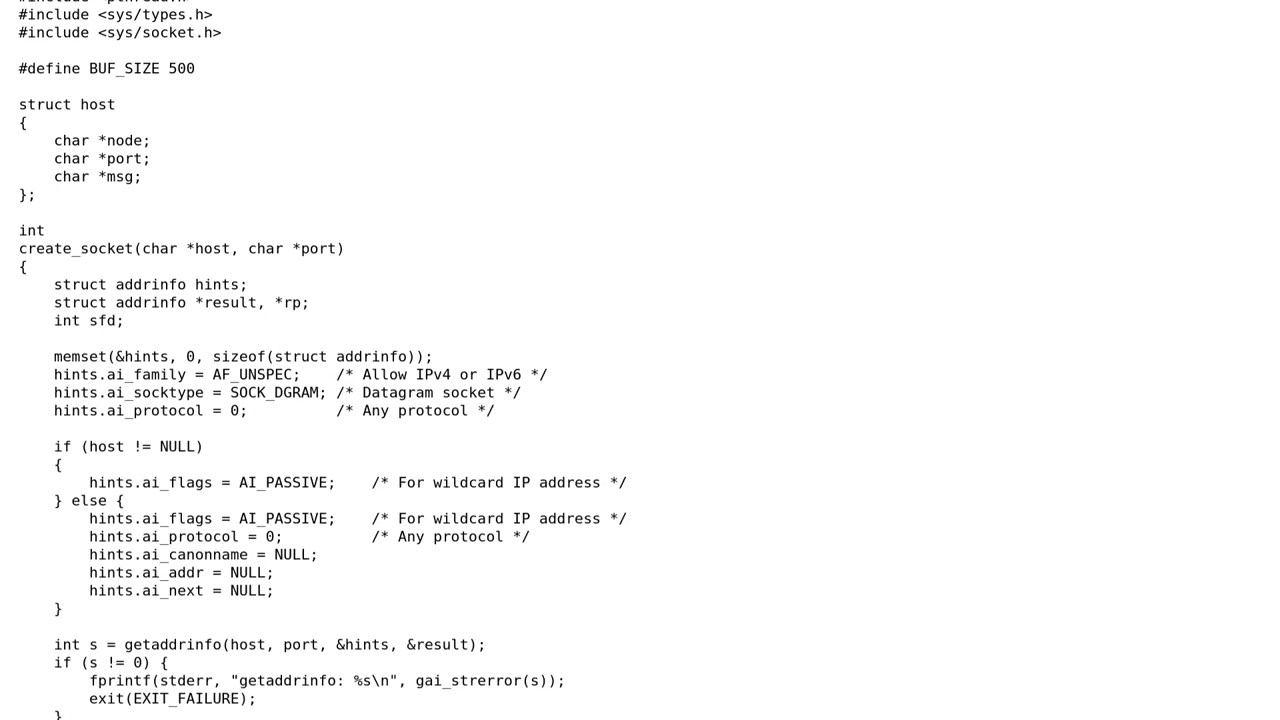 #include <sys/types.h>
#include <sys/socket.h>

#define BUF_SIZE 500

struct host
{
    char *node;
    char *port;
    char *msg;
};

int
create_socket(char *host, char *port)
{
    struct addrinfo hints;
    struct addrinfo *result, *rp;
    int sfd;

    memset(&hints, 0, sizeof(struct addrinfo));
    hints.ai_family = AF_UNSPEC;    /* Allow IPv4 or IPv6 */
    hints.ai_socktype = SOCK_DGRAM; /* Datagram socket */
    hints.ai_protocol = 0;          /* Any protocol */

    if (host != NULL)
    {
        hints.ai_flags = AI_PASSIVE;    /* For wildcard IP address */
    } else {
        hints.ai_flags = AI_PASSIVE;    /* For wildcard IP address */
        hints.ai_protocol = 0;          /* Any protocol */
        hints.ai_canonname = NULL;
        hints.ai_addr = NULL;
        hints.ai_next = NULL;
    }

    int s = getaddrinfo(host, port, &hints, &result);
    if (s != 0) {
        fprintf(stderr, "getaddrinfo: %s\n", gai_strerror(s));
        exit(EXIT_FAILURE);
    }